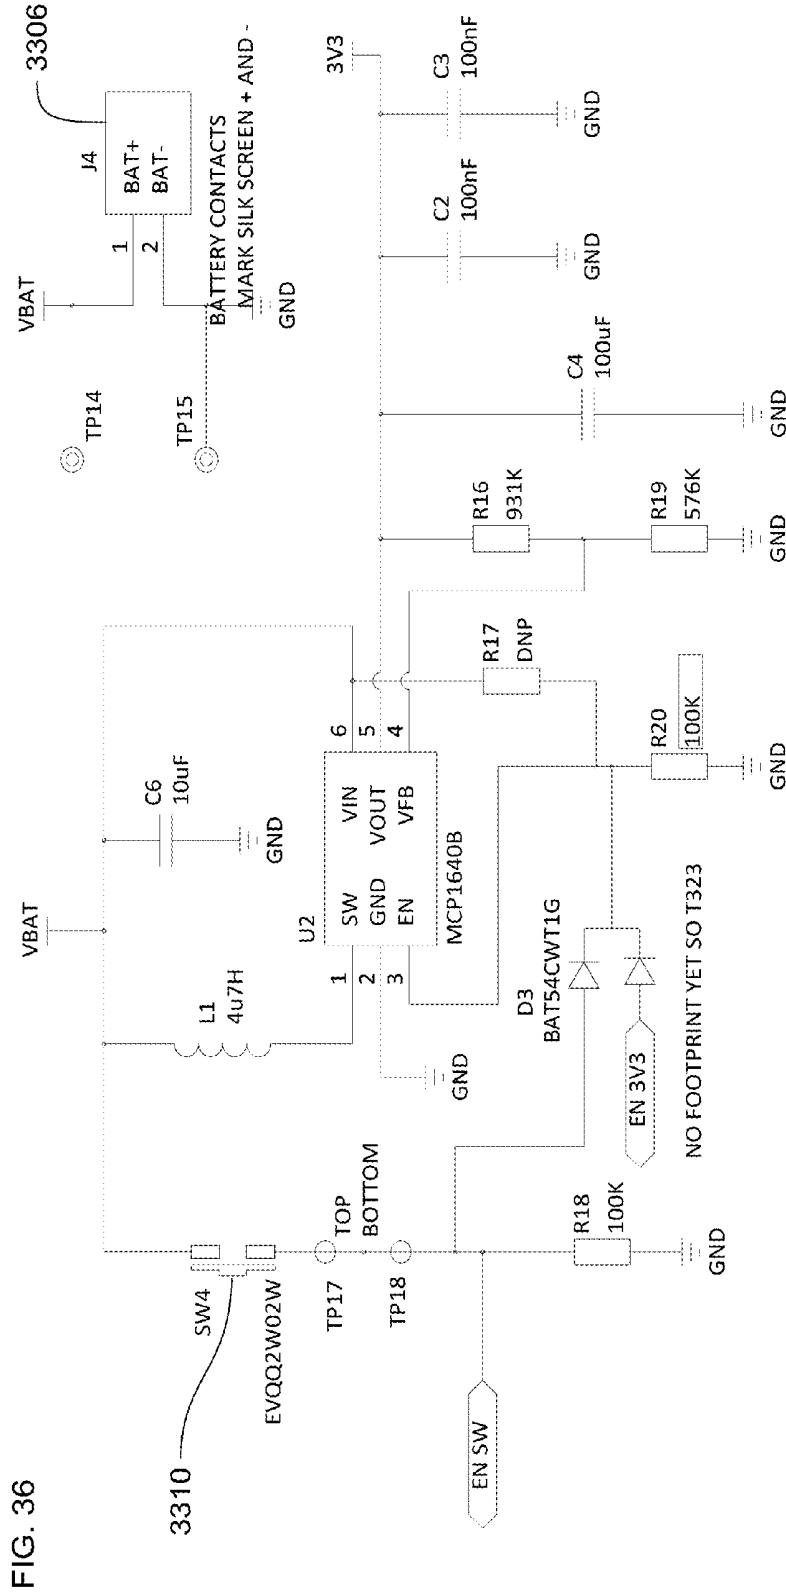 FIG. 36
3310
SW4
EVQQ2W02W
TP17
TOP
BOTTOM
TP18
EN SW
R18
100K
GND
VBAT
L1
4u7H
C6
10uF
GND
U2
SW
GND
EN
VIN
VOUT
VFB
1
2
3
6
5
4
MCP1640B
GND
D3
BAT54CWT1G
EN 3V3
NO FOOTPRINT YET SO T323
R17
DNP
R20
100K
GND
R16
931K
R19
576K
GND
C4
100uF
GND
C2
100nF
GND
C3
100nF
GND
3V3
TP14
TP15
VBAT
1
2
J4
BAT+
BAT-
3306
GND
BATTERY CONTACTS
MARK SILK SCREEN + AND -